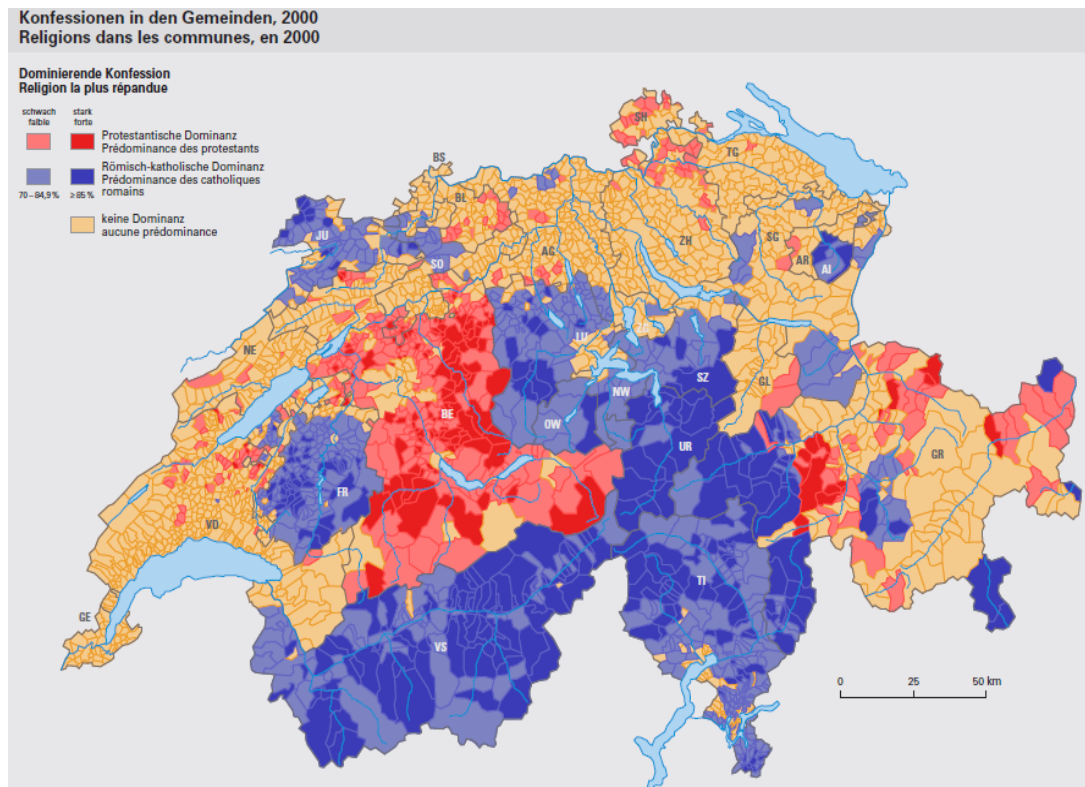 Konfessionen in den Gemeinden, 2000
Religions dans les communes, en 2000
Dominierende Konfession
Religion la plus répandue
schwach
faible
stark
forte
Protestantische Dominanz
Prédominance des protestants
Römisch-katholische Dominanz
Prédominance des catholiques
romains
70–84,9%
≥85%
keine Dominanz
aucune prédominance
SH
BS
TG
BL
JU
SO
AG
ZH
SG
AR
AI
NE
LU
ZG
SZ
GL
NW
OW
BE
UR
GR
FR
VD
TI
GE
VS
0
25
50 km